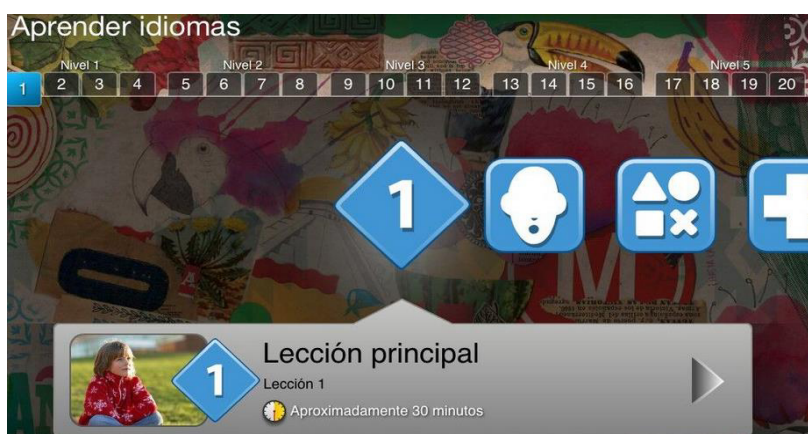 Aprender idiomas
Nivel 1 Nivel 2 Nivel 3 Nivel 4 Nivel 5
1 2 3 4 5 6 7 8 9 10 11 12 13 14 15 16 17 18 19 20
1
1
Lección principal
Lección 1
Aproximadamente 30 minutos